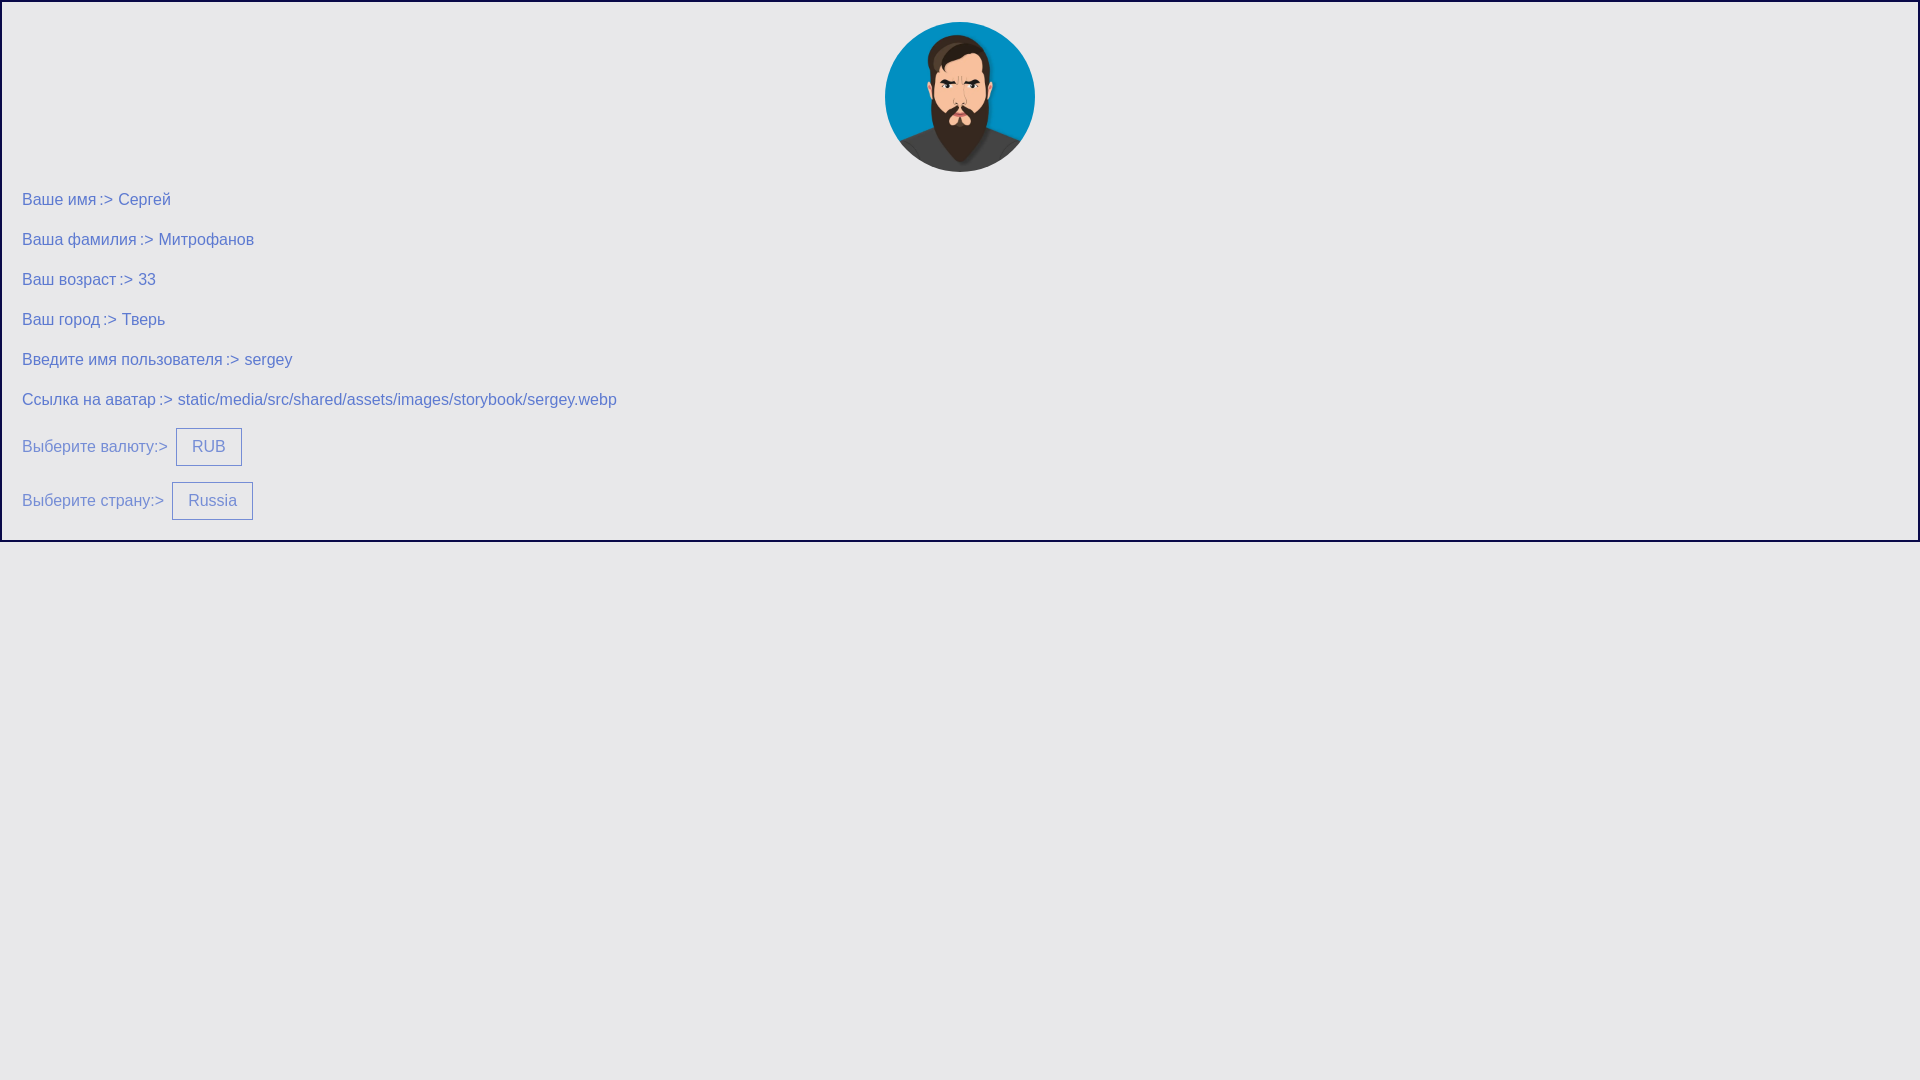 Ваше имя :> Сергей
Ваша фамилия :> Митрофанов
Ваш возраст :> 33
Ваш город :> Тверь
Введите имя пользователя :> sergey
Ссылка на аватар :> static/media/src/shared/assets/images/storybook/sergey.webp
Выберите валюту:> RUB
Выберите страну:> Russia